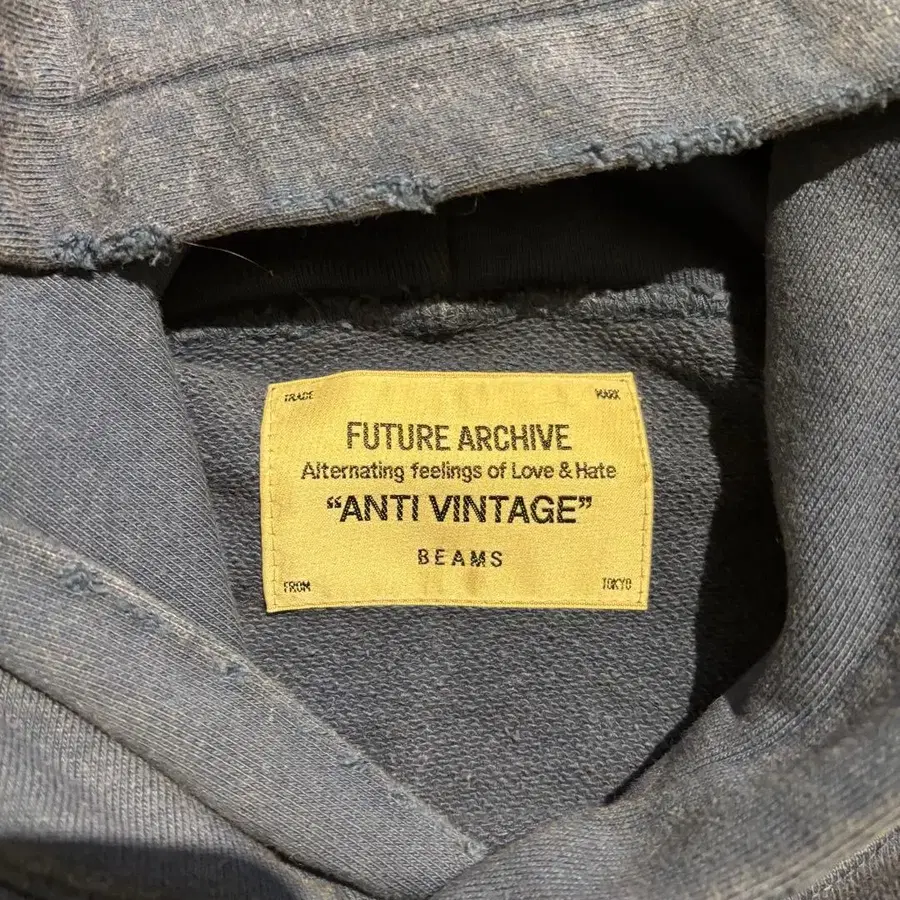 TRADE MARK
FUTURE ARCHIVE
Alternating feelings of Love & Hate
“ANTI VINTAGE”
BEAMS
FROM TOKYO